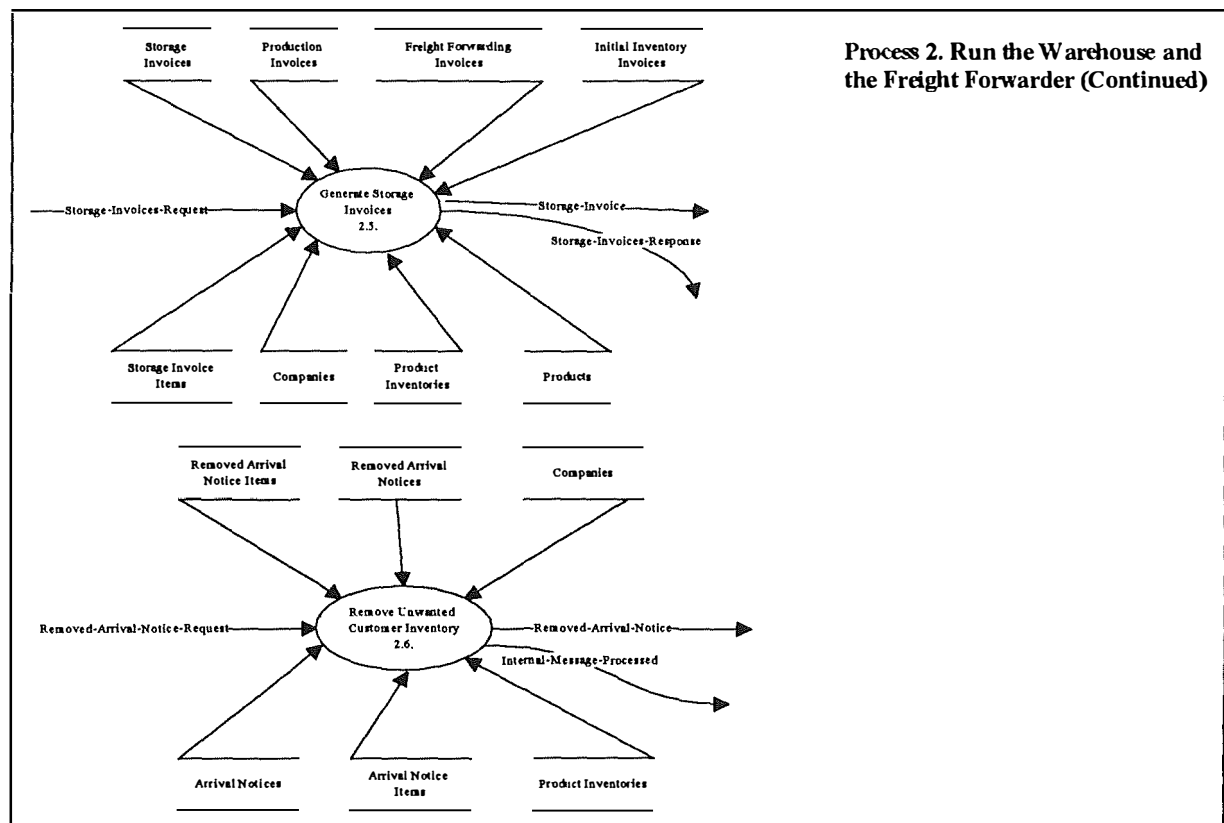 Process 2. Run the Warehouse and
the Freight Forwarder (Continued)
Storage
Invoices
Production
Invoices
Freight Forwarding
Invoices
Initial Inventory
Invoices
Storage-Invoices-Request
Generate Storage
Invoices
2.5.
Storage-Invoice
Storage-Invoices-Response
Storage Invoice
Items
Companies
Product
Inventories
Products
Removed Arrival
Notice Items
Removed Arrival
Notices
Companies
Removed-Arrival-Notice-Request
Remove Unwanted
Customer Inventory
2.6.
Removed-Arrival-Notice
Internal-Message-Processed
Arrival Notices
Arrival Notice
Items
Product Inventories